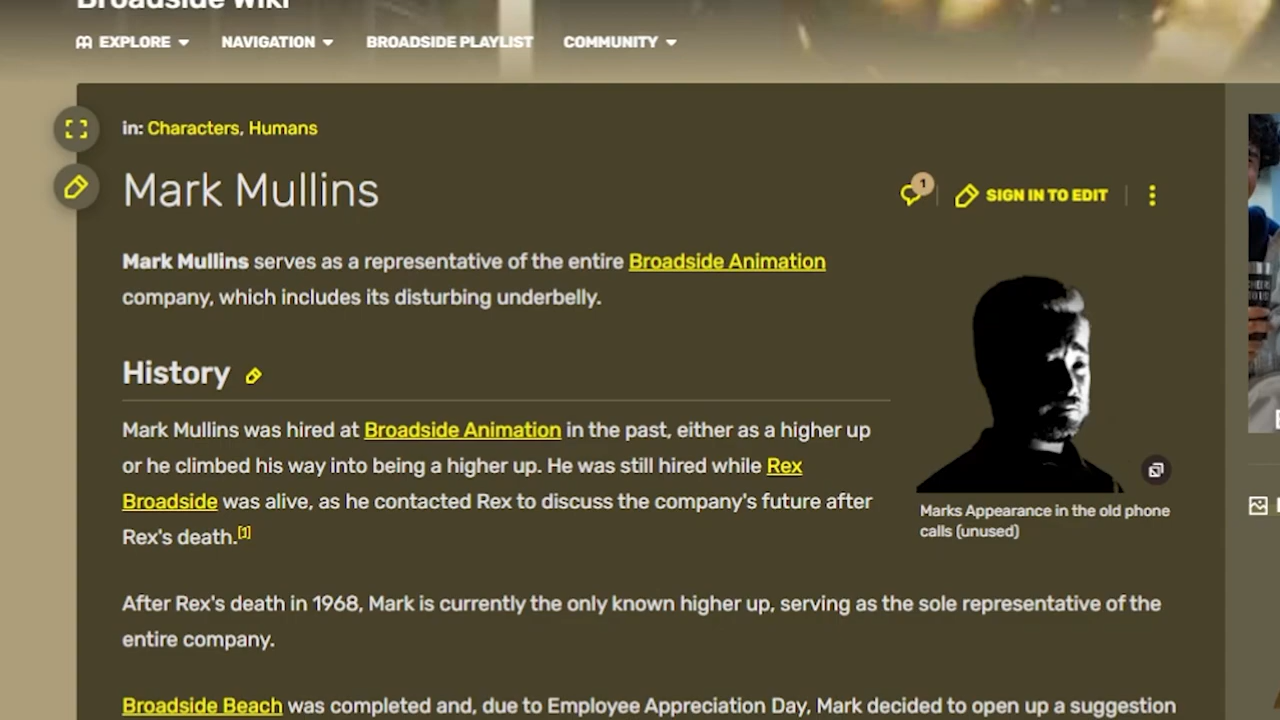 Broadside Wiki
EXPLORE NAVIGATION BROADSIDE PLAYLIST COMMUNITY
in: Characters, Humans
Mark Mullins
1
SIGN IN TO EDIT
Mark Mullins serves as a representative of the entire Broadside Animation
company, which includes its disturbing underbelly.
History
Mark Mullins was hired at Broadside Animation in the past, either as a higher up
or he climbed his way into being a higher up. He was still hired while Rex
Broadside was alive, as he contacted Rex to discuss the company's future after
Rex's death.[1]
Marks Appearance in the old phone
calls (unused)
After Rex's death in 1968, Mark is currently the only known higher up, serving as the sole representative of the
entire company.
Broadside Beach was completed and, due to Employee Appreciation Day, Mark decided to open up a suggestion